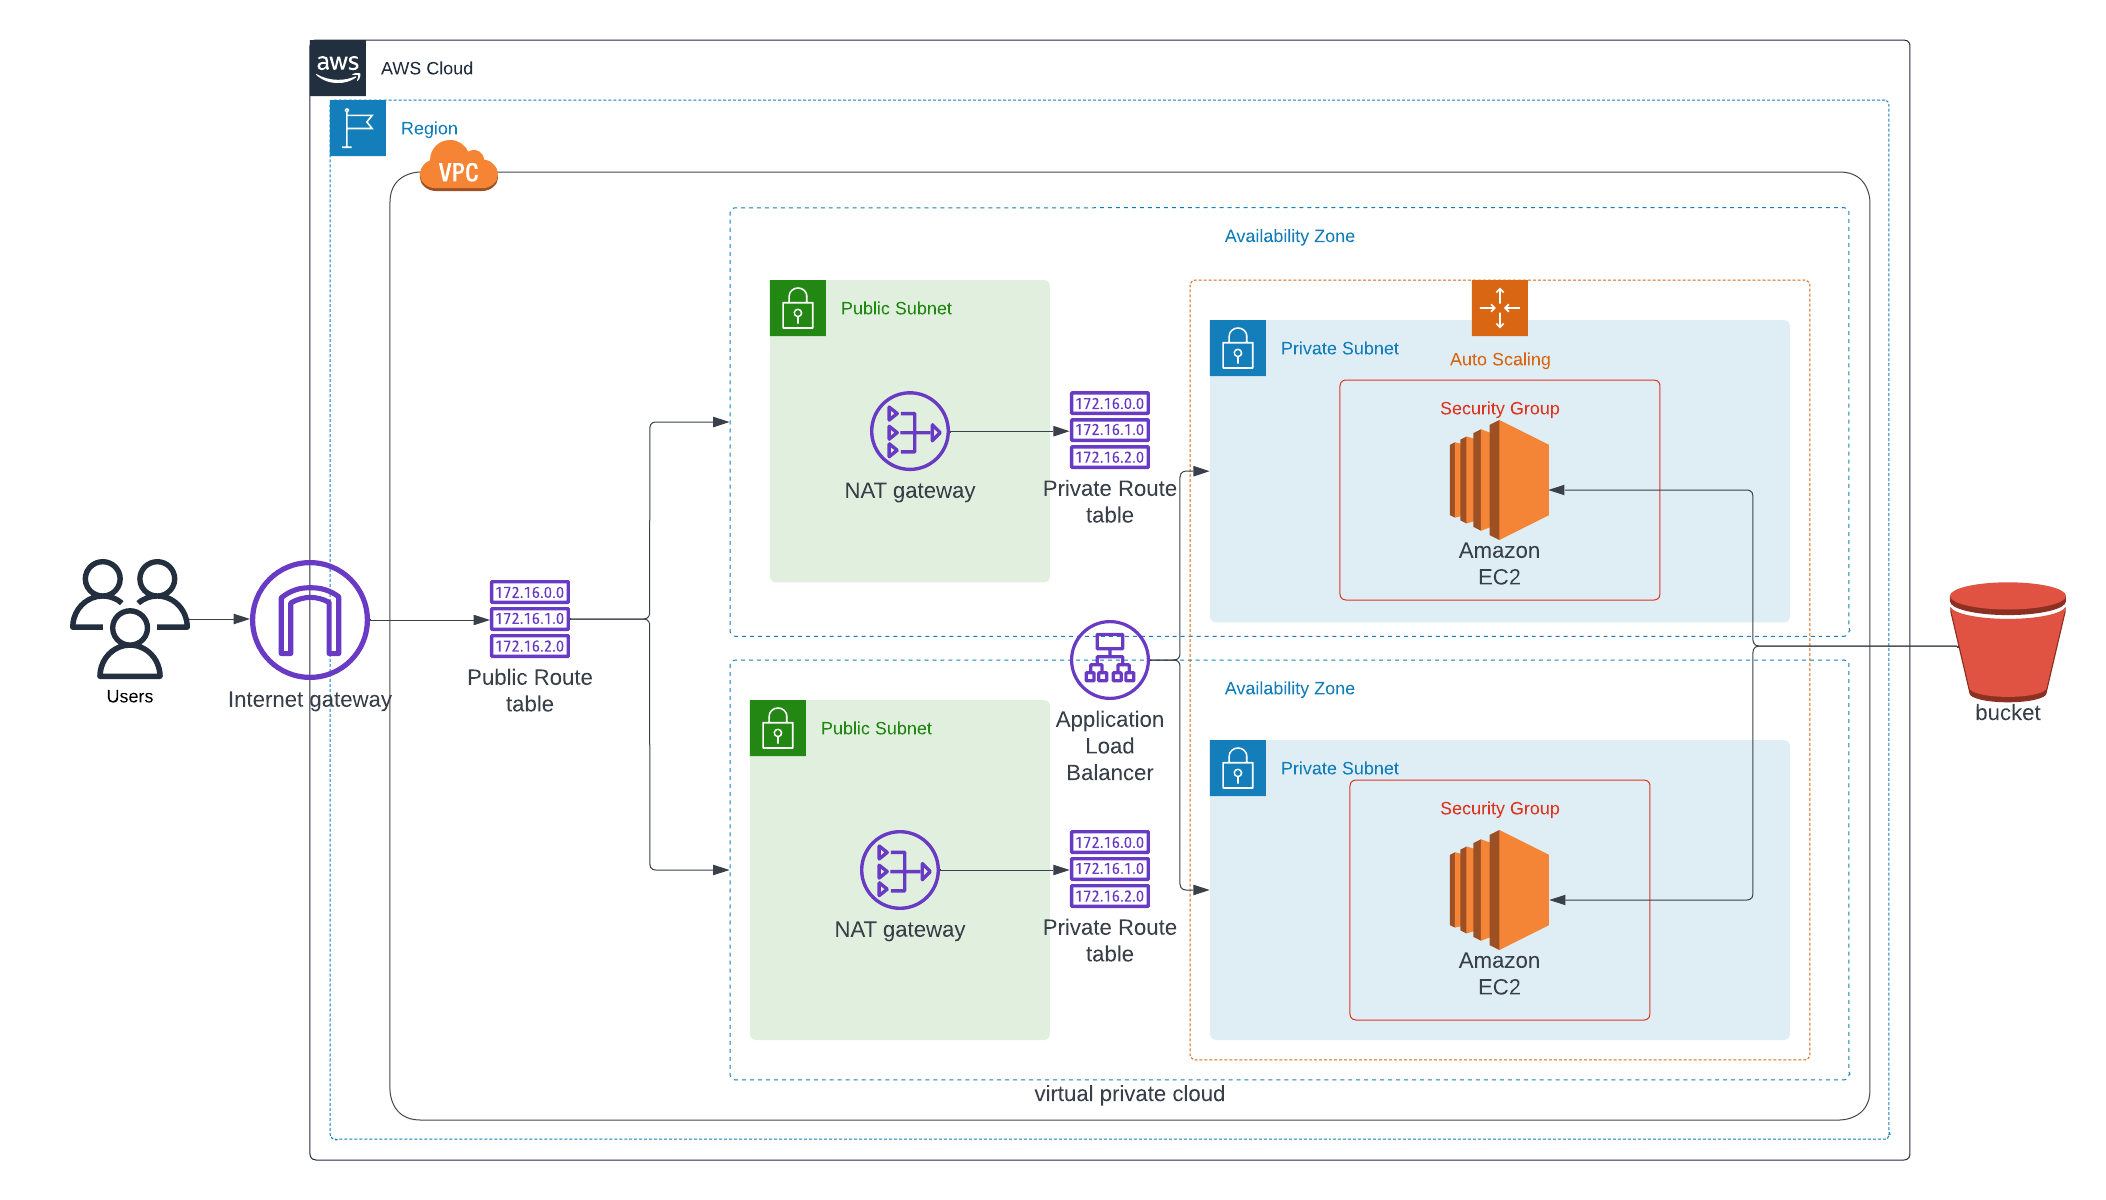 aws
AWS Cloud
Region
VPC
Availability Zone
Public Subnet
Private Subnet
Auto Scaling
Security Group
172.16.0.0
172.16.1.0
172.16.2.0
NAT gateway
Private Route
table
Amazon
EC2
Users
Internet gateway
172.16.0.0
172.16.1.0
172.16.2.0
Public Route
table
Application
Load
Balancer
Availability Zone
bucket
Public Subnet
Private Subnet
Security Group
172.16.0.0
172.16.1.0
172.16.2.0
NAT gateway
Private Route
table
Amazon
EC2
virtual private cloud